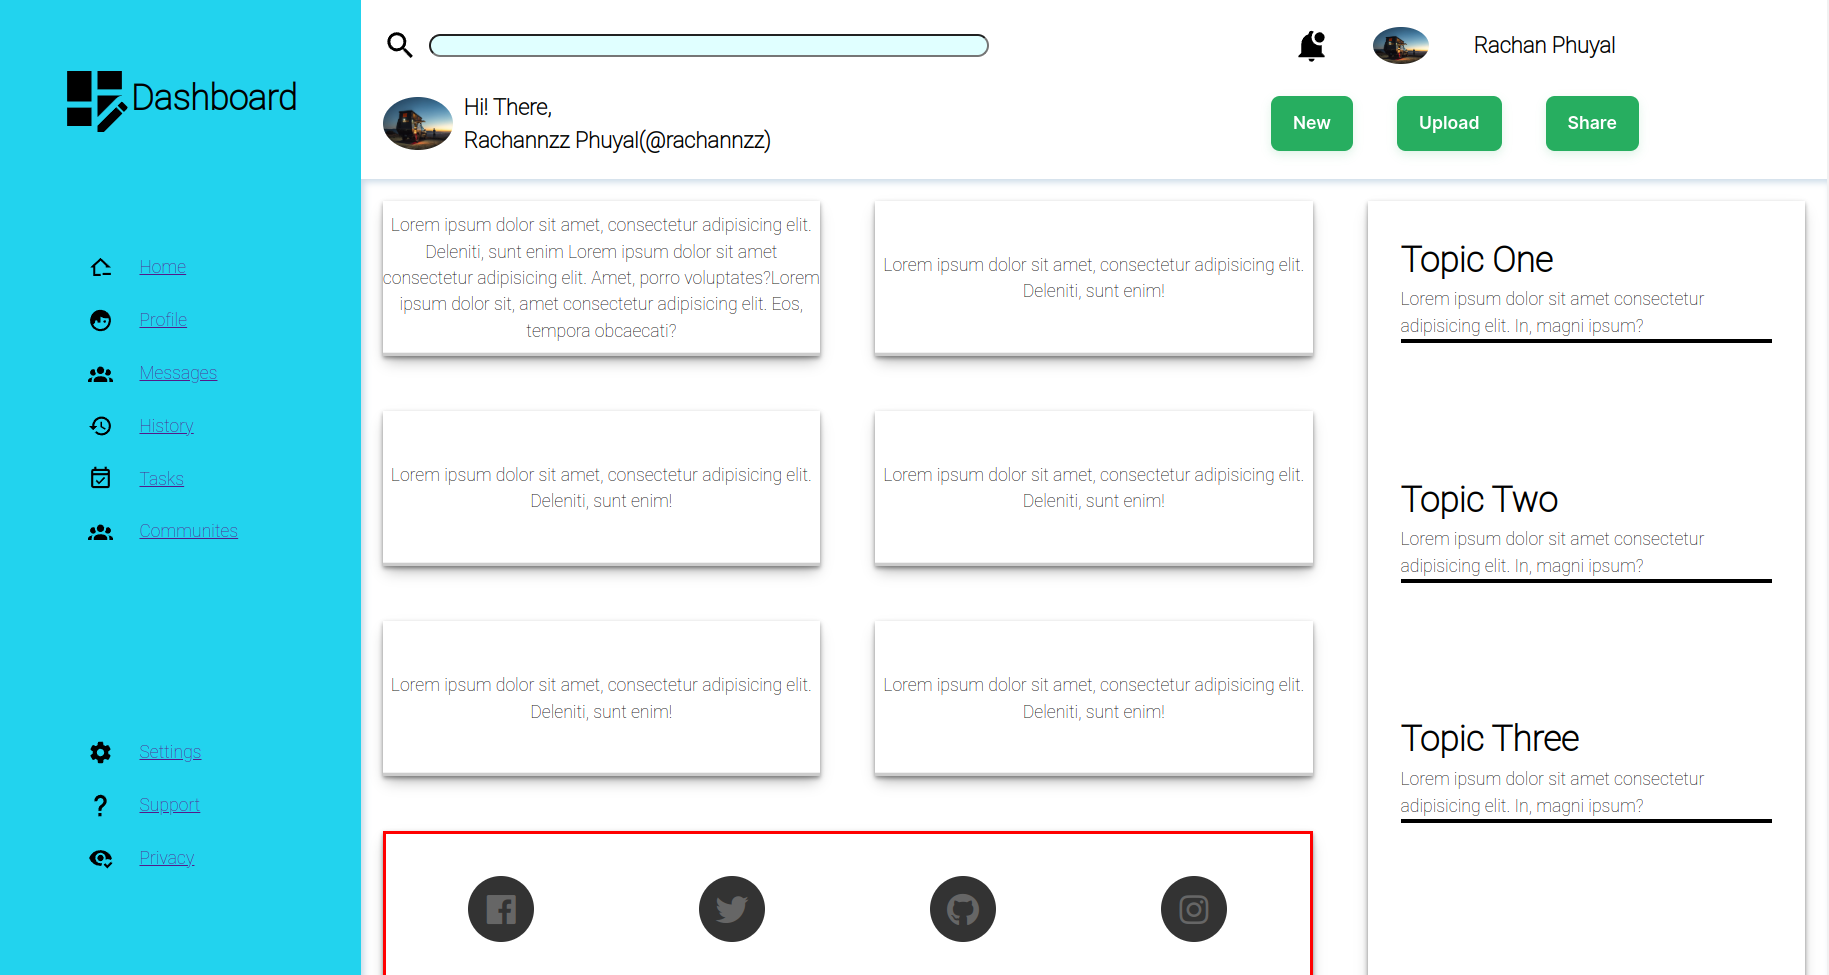 Dashboard
Home
Profile
Messages
History
Tasks
Communites
Settings
Support
Privacy
Rachan Phuyal
Hi! There,
Rachannzz Phuyal(@rachannzz)
New
Upload
Share
Lorem ipsum dolor sit amet, consectetur adipisicing elit.
Deleniti, sunt enim Lorem ipsum dolor sit amet
consectetur adipisicing elit. Amet, porro voluptates?Lorem
ipsum dolor sit, amet consectetur adipisicing elit. Eos,
tempora obcaecati?
Lorem ipsum dolor sit amet, consectetur adipisicing elit.
Deleniti, sunt enim!
Lorem ipsum dolor sit amet, consectetur adipisicing elit.
Deleniti, sunt enim!
Lorem ipsum dolor sit amet, consectetur adipisicing elit.
Deleniti, sunt enim!
Lorem ipsum dolor sit amet, consectetur adipisicing elit.
Deleniti, sunt enim!
Lorem ipsum dolor sit amet, consectetur adipisicing elit.
Deleniti, sunt enim!
Topic One
Lorem ipsum dolor sit amet consectetur
adipisicing elit. In, magni ipsum?
Topic Two
Lorem ipsum dolor sit amet consectetur
adipisicing elit. In, magni ipsum?
Topic Three
Lorem ipsum dolor sit amet consectetur
adipisicing elit. In, magni ipsum?